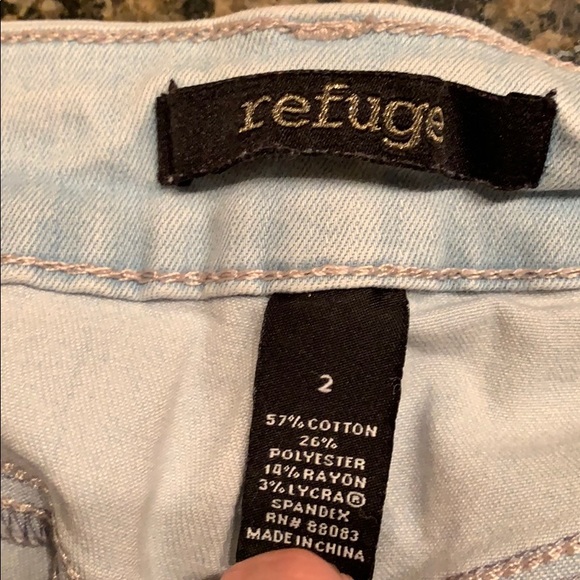 refuge
2
57% COTTON
26%
POLYESTER
14% RAYON
3% LYCRA®
SPANDEX
RN# 88083
MADE IN CHINA